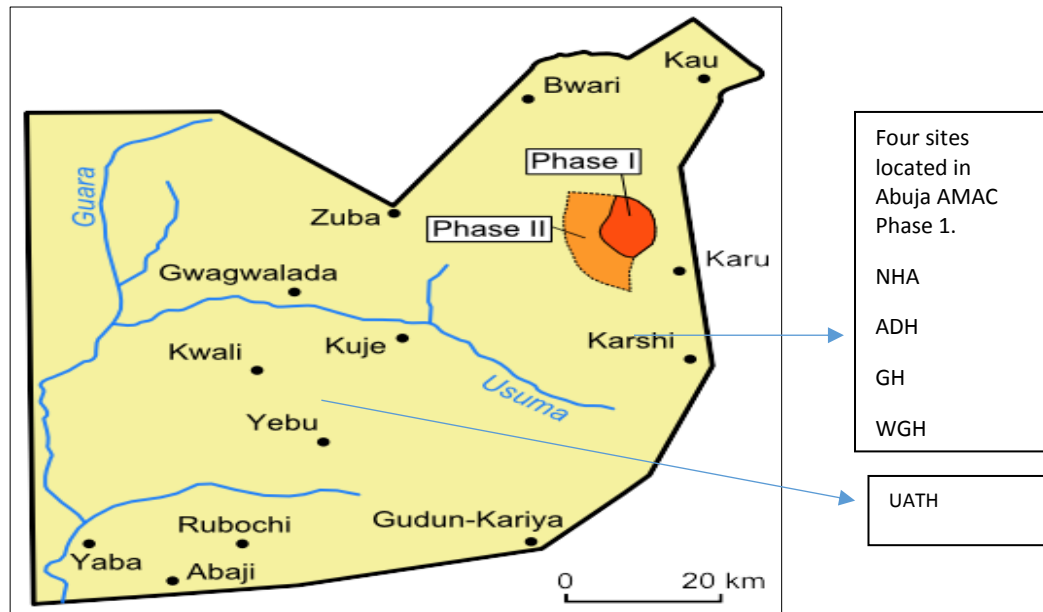 Kau
Bwari
Phase I
Guara
Zuba
Phase II
Karu
Gwagwalada
Kuje
Karshi
Kwali
Usuma
Yebu
Rubochi
Gudun-Kariya
Yaba
Abaji
0 20 km
Four sites
located in
Abuja AMAC
Phase 1.
NHA
ADH
GH
WGH
UATH